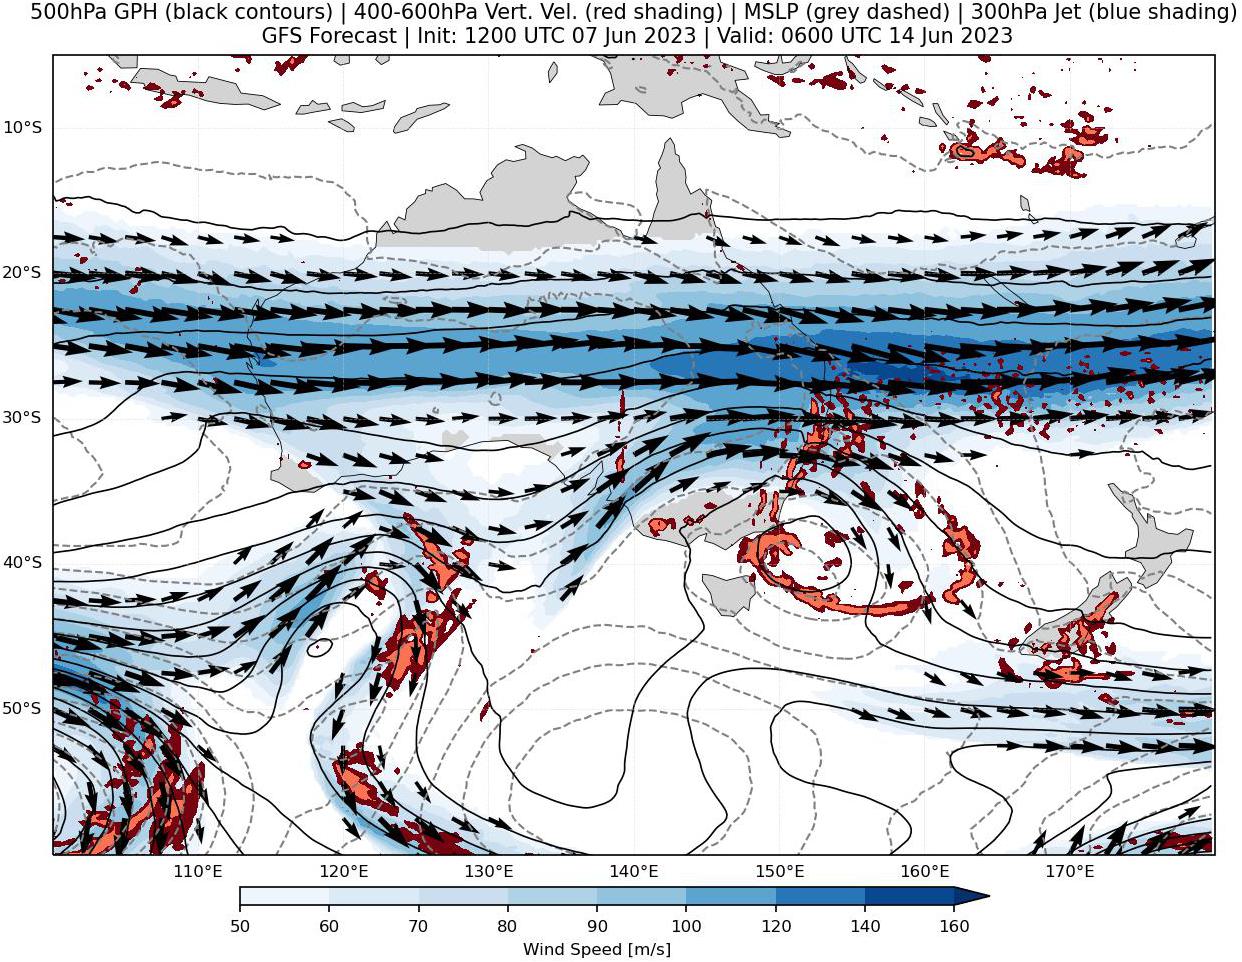 500hPa GPH (black contours) | 400-600hPa Vert. Vel. (red shading) | MSLP (grey dashed) | 300hPa Jet (blue shading)
GFS Forecast | Init: 1200 UTC 07 Jun 2023 | Valid: 0600 UTC 14 Jun 2023
10°S
20°S
30°S
40°S
50°S
110°E 120°E 130°E 140°E 150°E 160°E 170°E
50 60 70 80 90 100 120 140 160
Wind Speed [m/s]